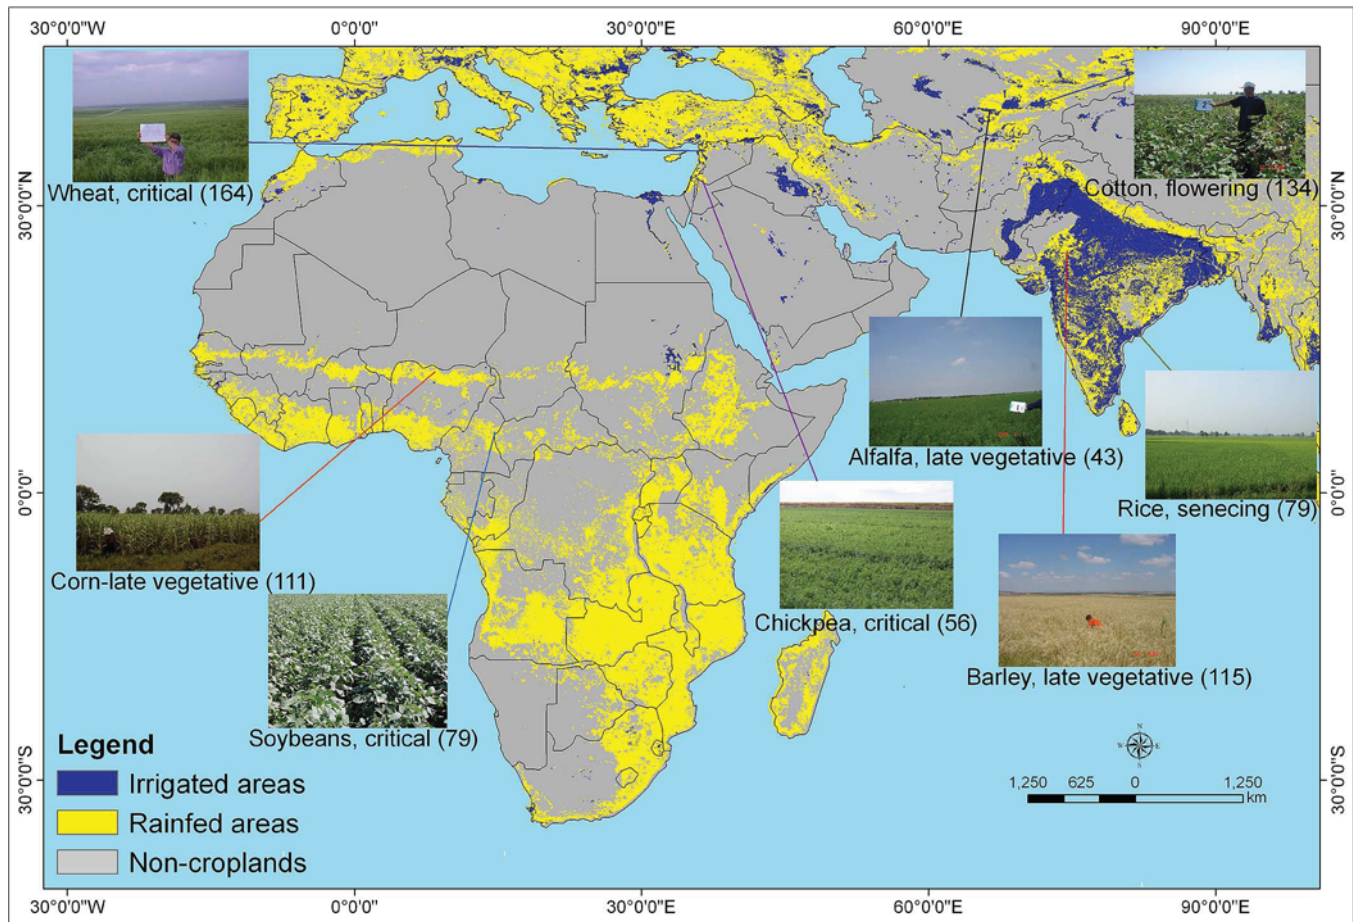 30°0'0"W
0°0'0"
30°0'0"E
60°0'0"E
90°0'0"E
30°0'0"N
0°0'0"
30°0'0"S
30°0'0"N
0°0'0"
30°0'0"S
Wheat, critical (164)
2
Cotton, flowering (134)
1
Alfalfa, late vegetative (43)
Rice, senecing (79)
Corn-late vegetative (111)
Chickpea, critical (56)
Barley, late vegetative (115)
Soybeans, critical (79)
Legend
Irrigated areas
Rainfed areas
Non-croplands
N
W
E
S
1,250 625 0 1,250
km
30°0'0"W
0°0'0"
30°0'0"E
60°0'0"E
90°0'0"E